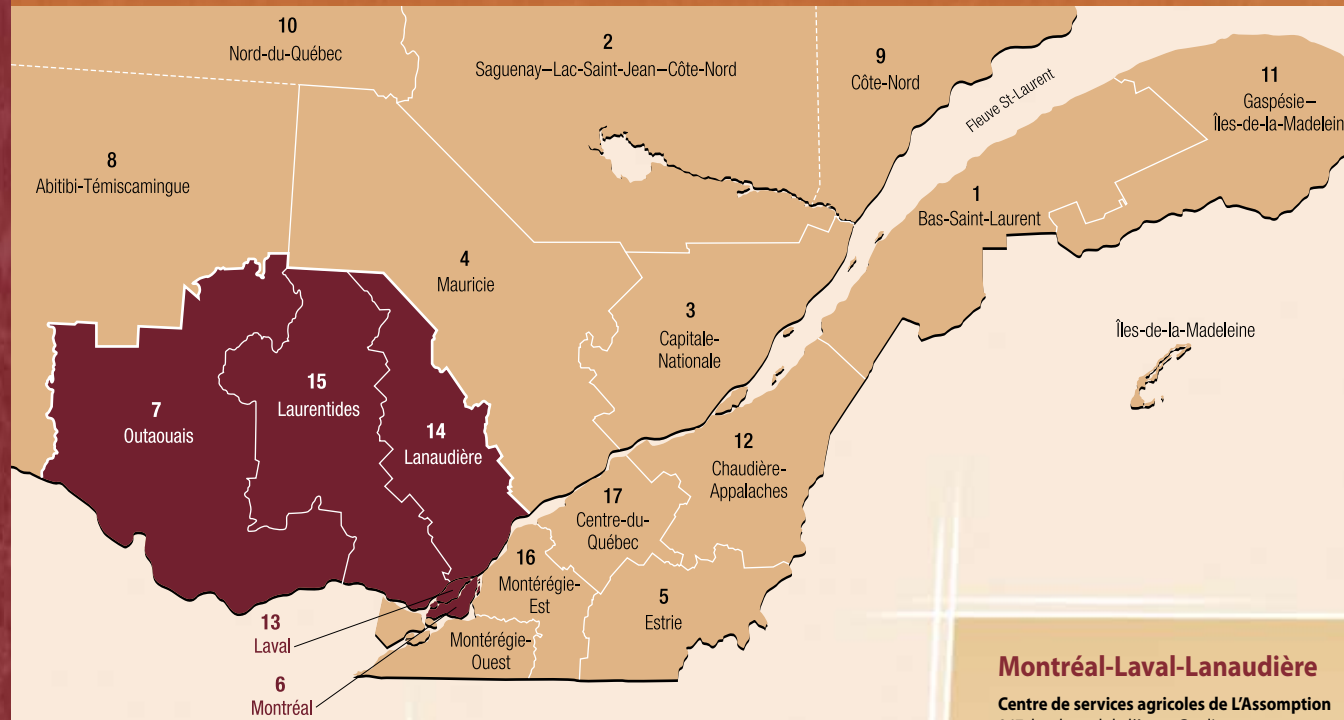 10
Nord-du-Québec
2
Saguenay–Lac-Saint-Jean–Côte-Nord
9
Côte-Nord
Fleuve St-Laurent
11
Gaspésie–
Îles-de-la-Madelein
8
Abitibi-Témiscamingue
1
Bas-Saint-Laurent
4
Mauricie
3
Capitale-
Nationale
Îles-de-la-Madeleine
15
Laurentides
7
Outaouais
14
Lanaudière
12
Chaudière-
Appalaches
17
Centre-du-
Québec
16
Montérégie-
Est
5
Estrie
13
Laval
Montérégie-
Ouest
6
Montréal
Montréal-Laval-Lanaudière
Centre de services agricoles de L'Assomption